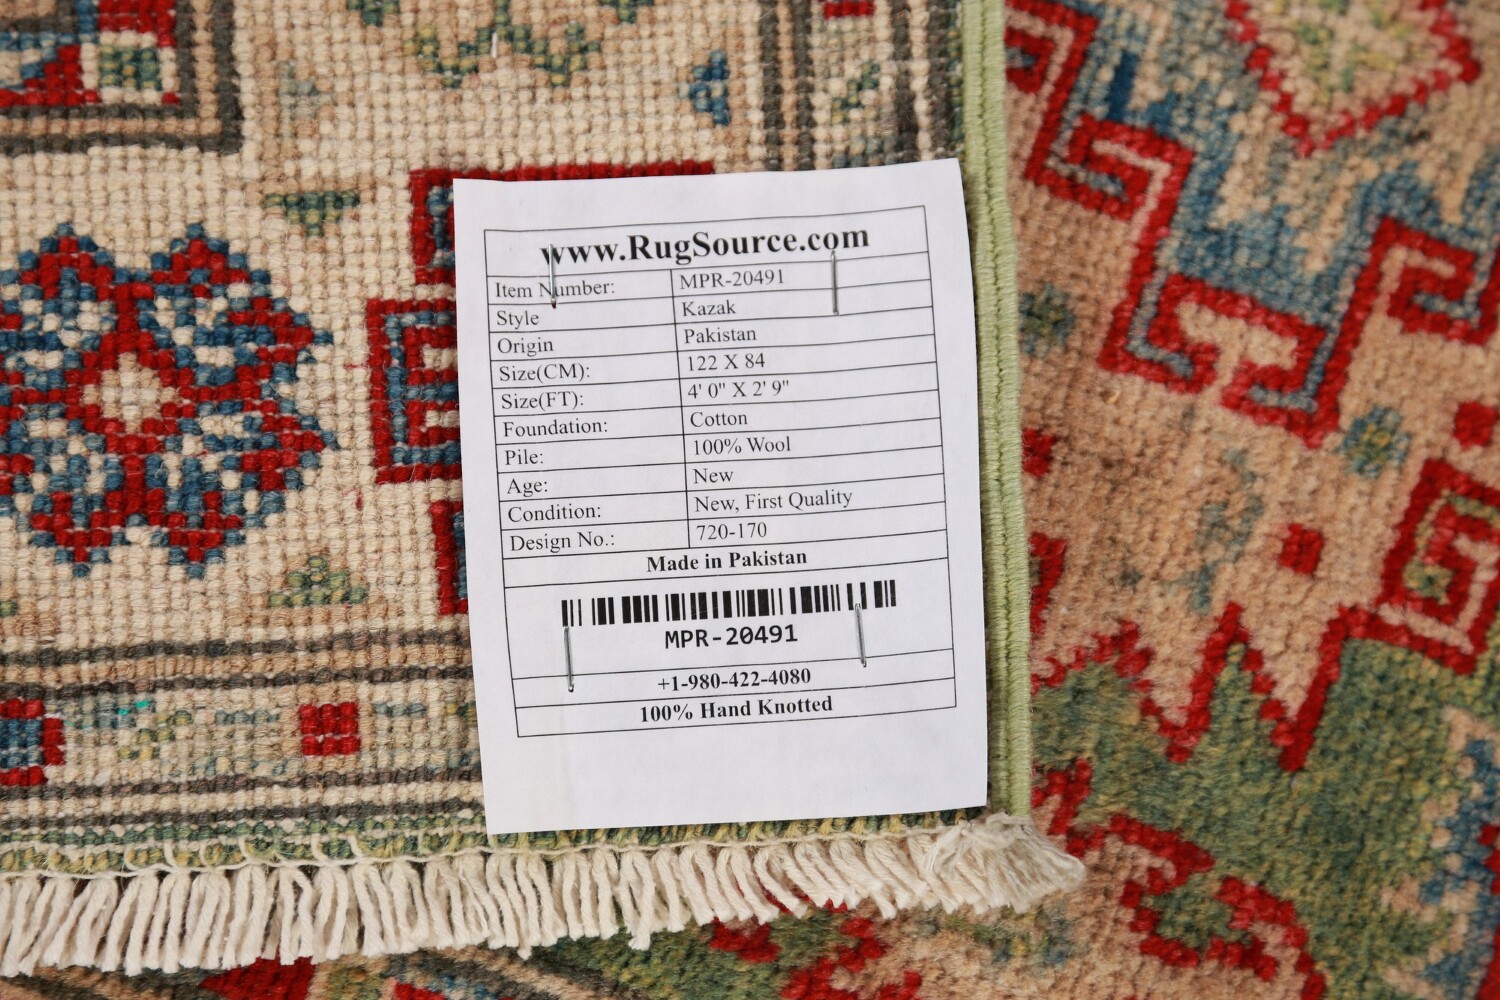 www.RugSource.com
Item Number: MPR-20491
Style Kazak
Origin Pakistan
Size(CM): 122 X 84
Size(FT): 4' 0" X 2' 9"
Foundation: Cotton
Pile: 100% Wool
Age: New
Condition: New, First Quality
Design No.: 720-170
Made in Pakistan
MPR-20491
+1-980-422-4080
100% Hand Knotted